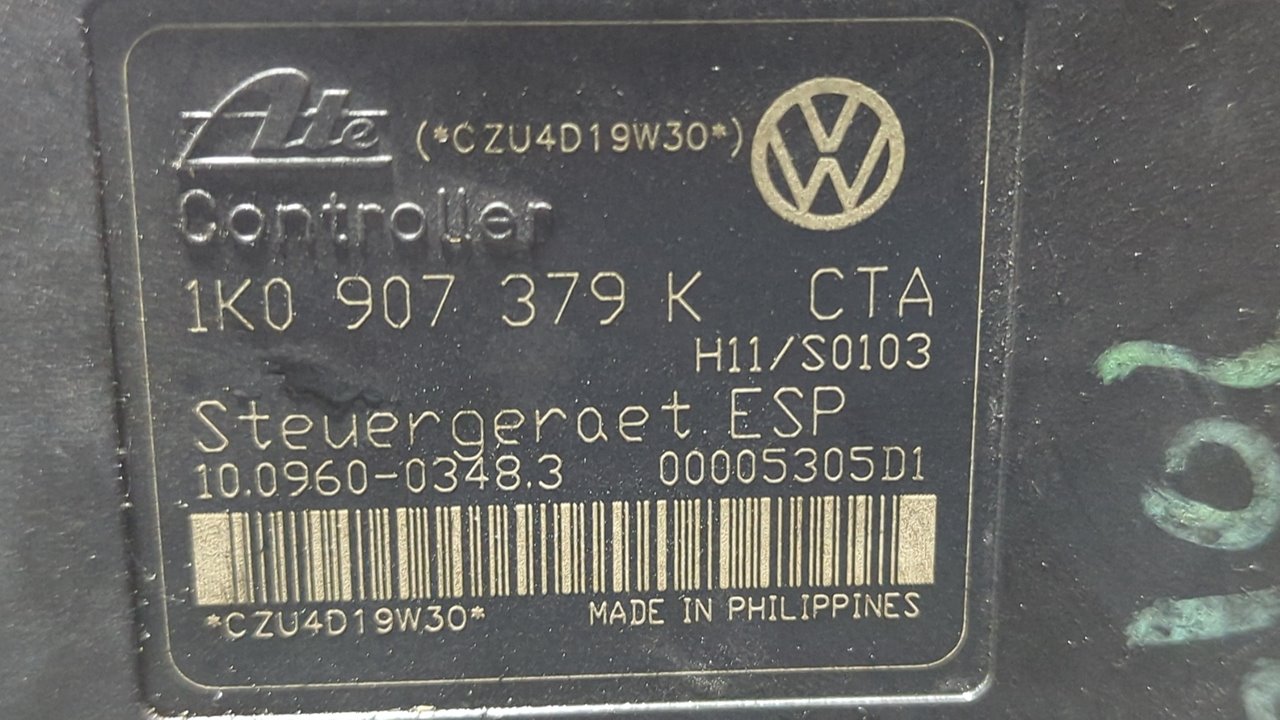 Ate (*CZU4D19W30*)
Controller
1K0 907 379 K CTA
H11/S0103
Steuergeraet ESP
10.0960-0348.3 00005305D1
*CZU4D19W30* MADE IN PHILIPPINES